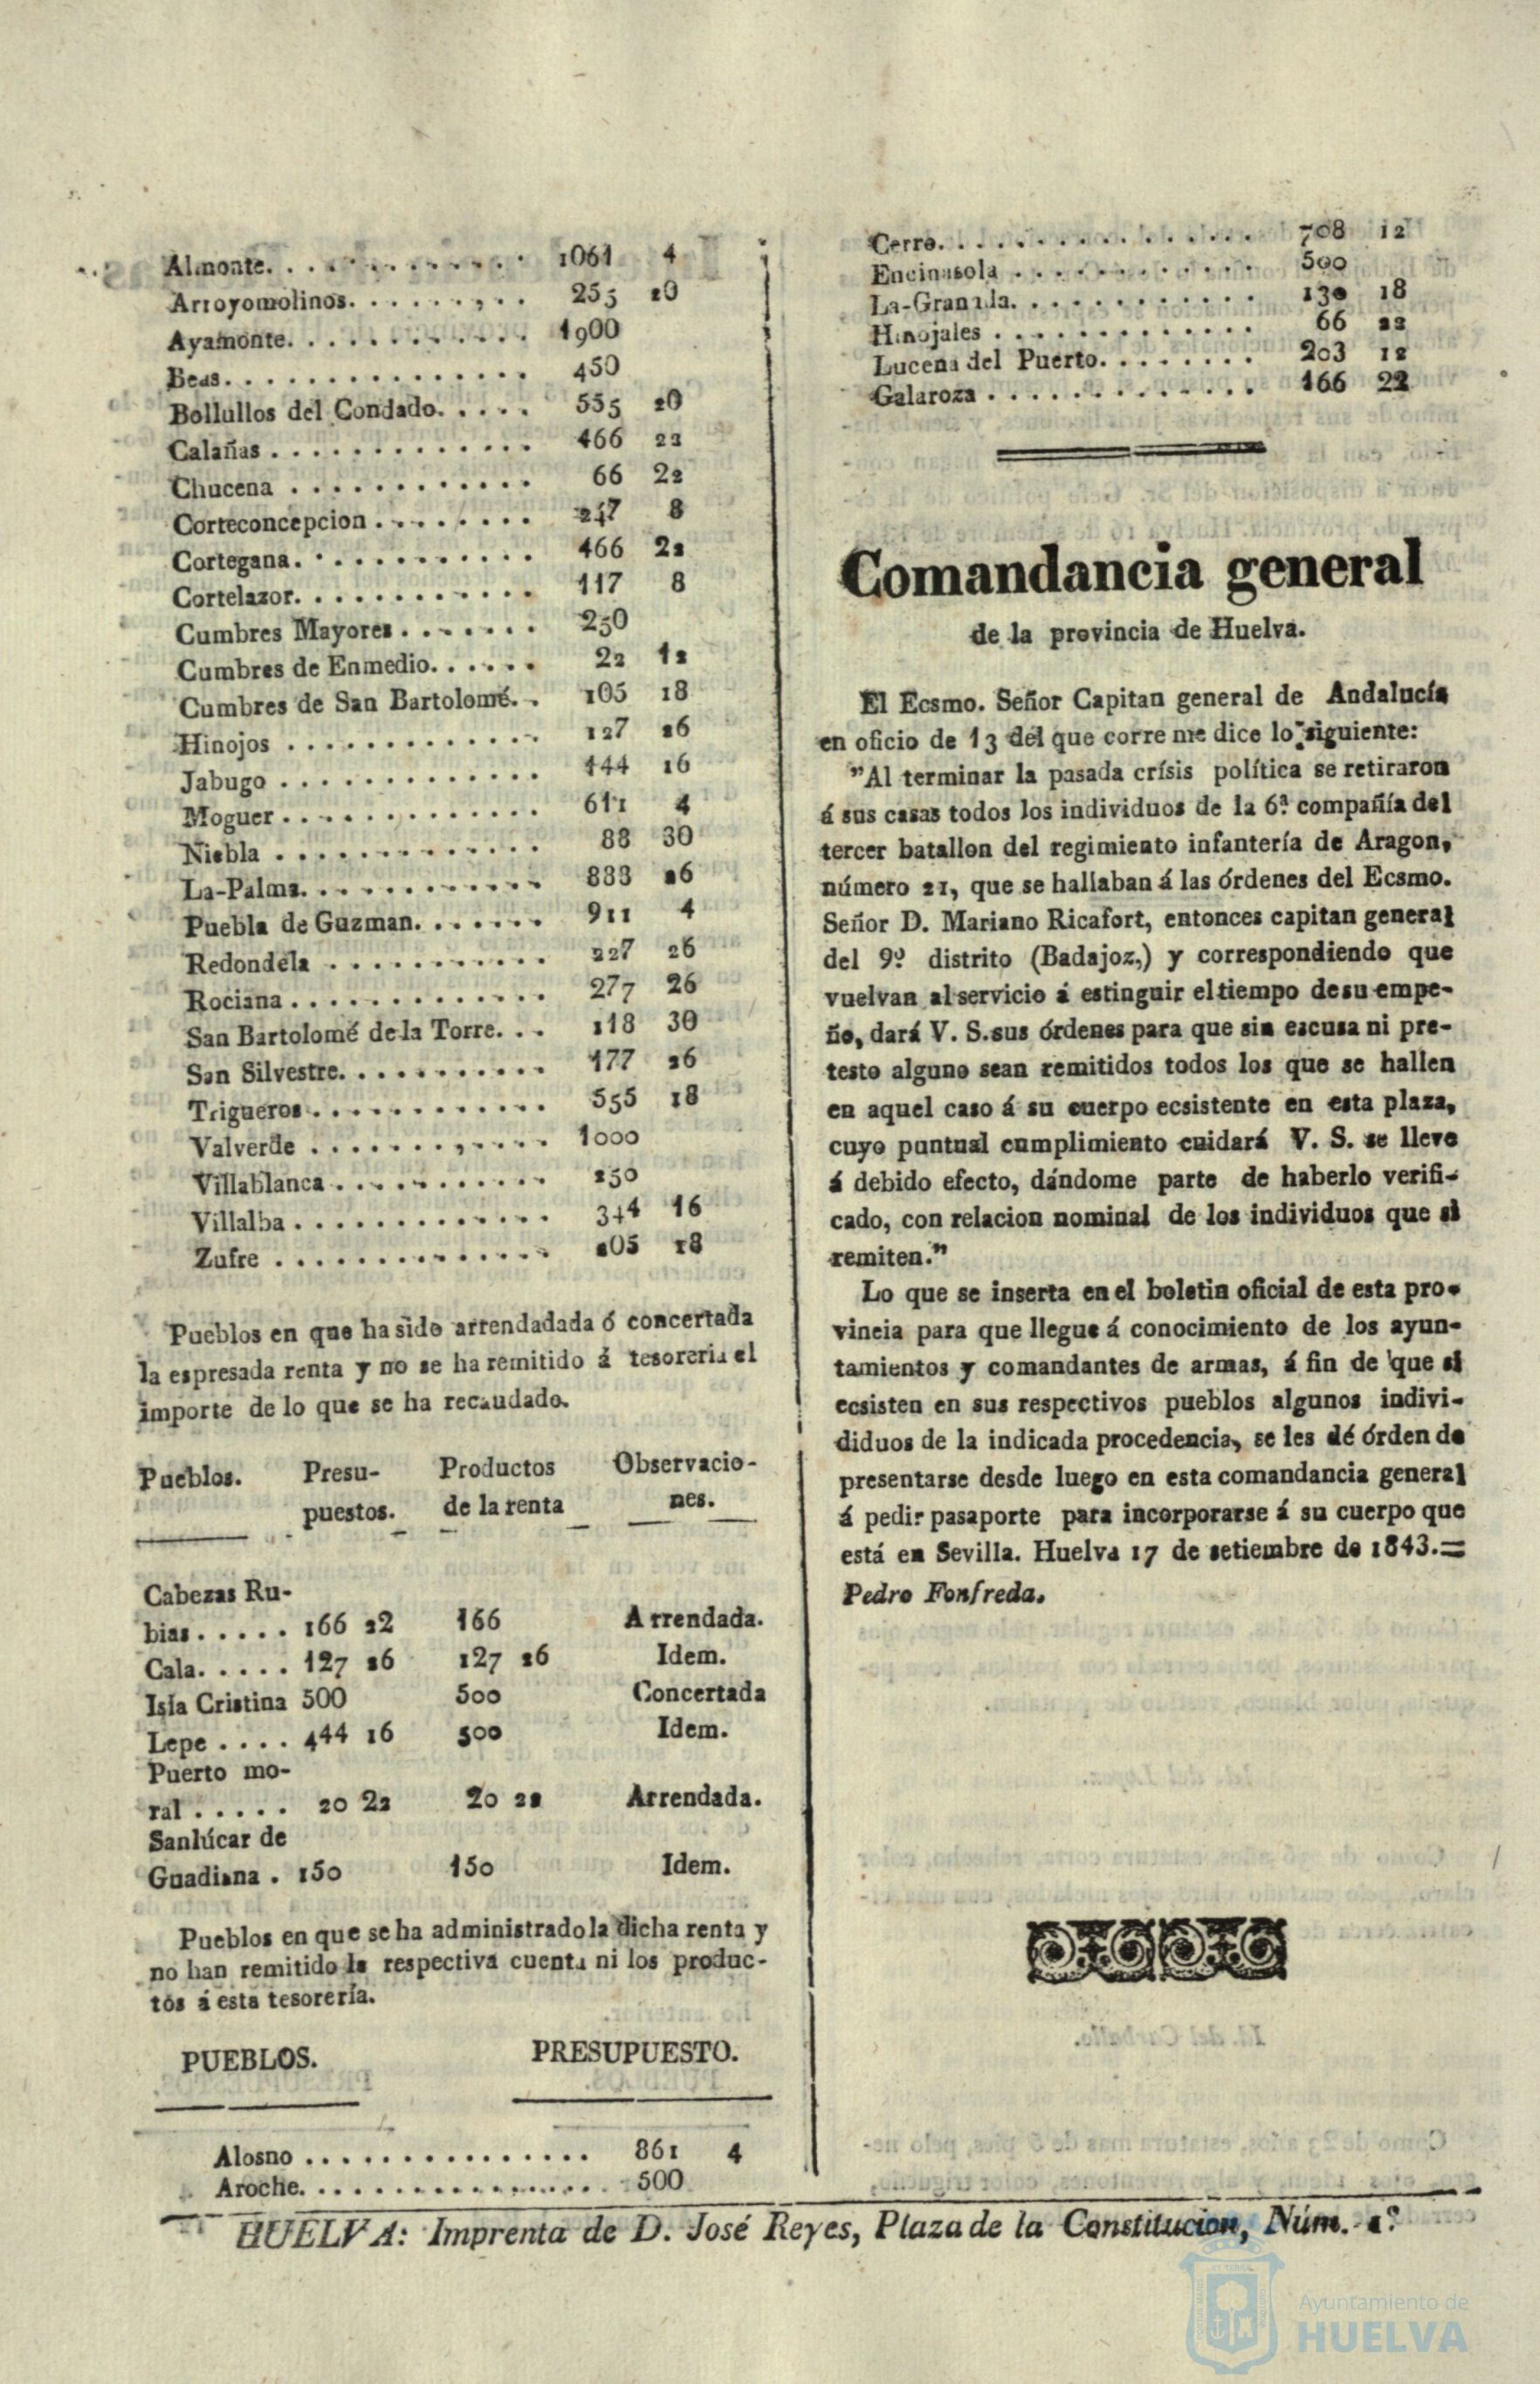 Almonte. . . . . . . . . . . . . 1061 4
Arroyomolinos. . . . . . . . . 255 20
Ayamonte. . . . . . . . . . . . 1900
Beas. . . . . . . . . . . . . . . 450
Bollullos del Condado. . . . . 555 20
Calañas . . . . . . . . . . . . . 466 22
Chucena . . . . . . . . . . . . 66 22
Corteconcepcion . . . . . . . . 247 8
Cortegana. . . . . . . . . . . . 466 22
Cortelazor. . . . . . . . . . . . 117 8
Cumbres Mayores . . . . . . . 250
Cumbres de Enmedio. . . . . . 22 12
Cumbres de San Bartolomé. . 105 18
Hinojos . . . . . . . . . . . . . 127 26
Jabugo . . . . . . . . . . . . . 144 16
Moguer . . . . . . . . . . . . . 611 4
Niebla . . . . . . . . . . . . . 88 30
La-Palma. . . . . . . . . . . . 833 26
Puebla de Guzman. . . . . . . 911 4
Redondela . . . . . . . . . . . 227 26
Rociana . . . . . . . . . . . . . 277 26
San Bartolomé de la Torre. . . 118 30
San Silvestre. . . . . . . . . . 177 26
Trigueros . . . . . . . . . . . . 555 18
Valverde . . . . . . . , . . . . 1000
Villablanca . . . . . . . . . . . 250
Villalba . . . . . . . . . . . . . 344 16
Zufre . . . . . . . . . . . . . . 205 18
Pueblos en que ha sido arrendadada ó concertada
la espresada renta y no se ha remitido á tesoreria el
importe de lo que se ha recaudado.
Pueblos. Presu- Productos Observacio-
puestos. de la renta nes.
Cabezas Ru-
bias . . . . . 166 22 166 Arrendada.
Cala. . . . . 127 26 127 26 Idem.
Isla Cristina 500 500 Concertada
Lepe . . . . 444 16 500 Idem.
Puerto mo-
ral . . . . . 20 22 20 22 Arrendada.
Sanlúcar de
Guadiana . 150 150 Idem.
Pueblos en que se ha administrado la dicha renta y
no han remitido la respectiva cuenta ni los produc-
tos á esta tesorería.
PUEBLOS. PRESUPUESTO.
Alosno . . . . . . . . . . . . . . . 861 4
Aroche. . . . . . . . . . . . . . . . 500
Cerro. . . . . . . . . . . . . . . . 708 12
Encinasola . . . . . . . . . . . . 500
La-Granada. . . . . . . . . . . . 130 18
Hinojales . . . . . . . . . . . . . 66 22
Lucena del Puerto. . . . . . . . 203 12
Galaroza . . . . . . . . . . . . . 166 22
Comandancia general
de la provincia de Huelva.
El Ecsmo. Señor Capitan general de Andalucía
en oficio de 13 del que corre me dice lo siguiente:
"Al terminar la pasada crísis política se retiraron
á sus casas todos los individuos de la 6ª compañía del
tercer batallon del regimiento infantería de Aragon,
número 21, que se hallaban á las órdenes del Ecsmo.
Señor D. Mariano Ricafort, entonces capitan general
del 9º distrito (Badajoz,) y correspondiendo que
vuelvan al servicio á estinguir el tiempo de su empe-
ño, dará V. S. sus órdenes para que sin escusa ni pre-
testo alguno sean remitidos todos los que se hallen
en aquel caso á su cuerpo ecsistente en esta plaza,
cuyo puntual cumplimiento cuidará V. S. se lleve
á debido efecto, dándome parte de haberlo verifi-
cado, con relacion nominal de los individuos que si
remiten."
Lo que se inserta en el boletin oficial de esta pro-
vincia para que llegue á conocimiento de los ayun-
tamientos y comandantes de armas, á fin de que si
ecsisten en sus respectivos pueblos algunos indivi-
diduos de la indicada procedencia, se les dé órden de
presentarse desde luego en esta comandancia general
á pedir pasaporte para incorporarse á su cuerpo que
está en Sevilla. Huelva 17 de setiembre de 1843.=
Pedro Fonsreda.
HUELVA: Imprenta de D. José Reyes, Plaza de la Constitucion, Núm. 1º
Ayuntamiento de
HUELVA